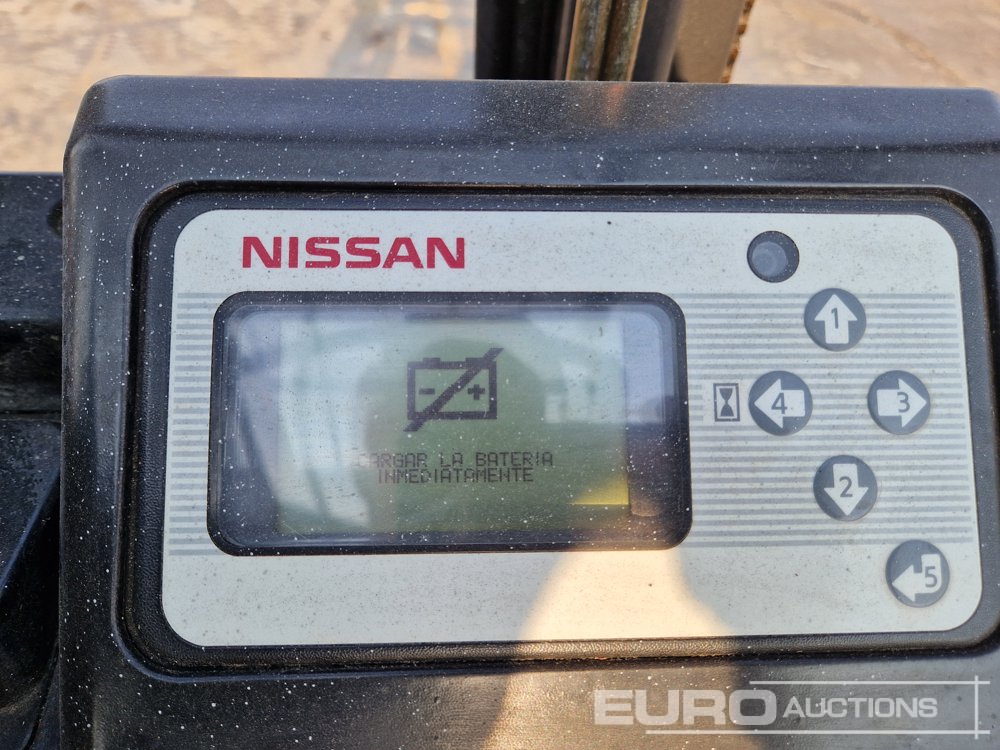 NISSAN
CARGAR LA BATERIA
INMEDIATAMENTE
1
4
3
2
5
EURO AUCTIONS